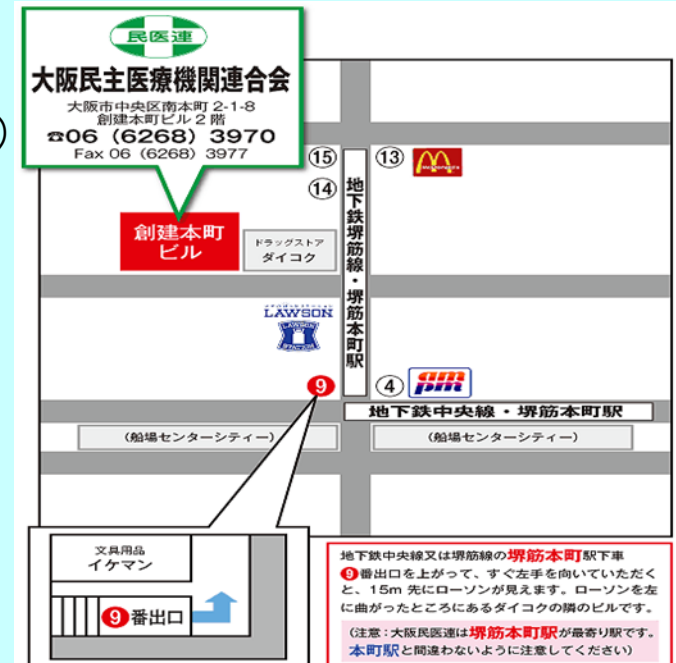 民医連
大阪民主医療機関連合会
大阪市中央区南本町 2-1-8
創建本町ビル 2 階
☎06（6268）3970
Fax 06（6268）3977
⑮
⑬
McDonald's
⑭
創建本町
ビル
ドラッグストア
ダイコク
地下鉄堺筋線・堺筋本町駅
LAWSON
LAWSON
STATION
❾
④
am
pm
地下鉄中央線・堺筋本町駅
(船場センターシティー)
(船場センターシティー)
文具用品
イケマン
❾番出口
地下鉄中央線又は堺筋線の堺筋本町駅下車
❾番出口を上がって、すぐ左手を向いていただく
と、15m 先にローソンが見えます。ローソンを左
に曲がったところにあるダイコクの隣のビルです。
(注意：大阪民医連は堺筋本町駅が最寄り駅です。
本町駅と間違わないように注意してください)